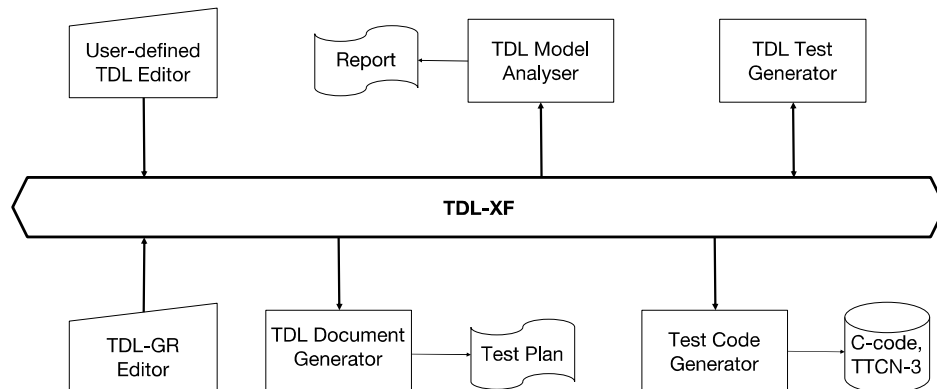 User-defined
TDL Editor
Report
TDL Model
Analyser
TDL Test
Generator
TDL-XF
TDL-GR
Editor
TDL Document
Generator
Test Plan
Test Code
Generator
C-code,
TTCN-3